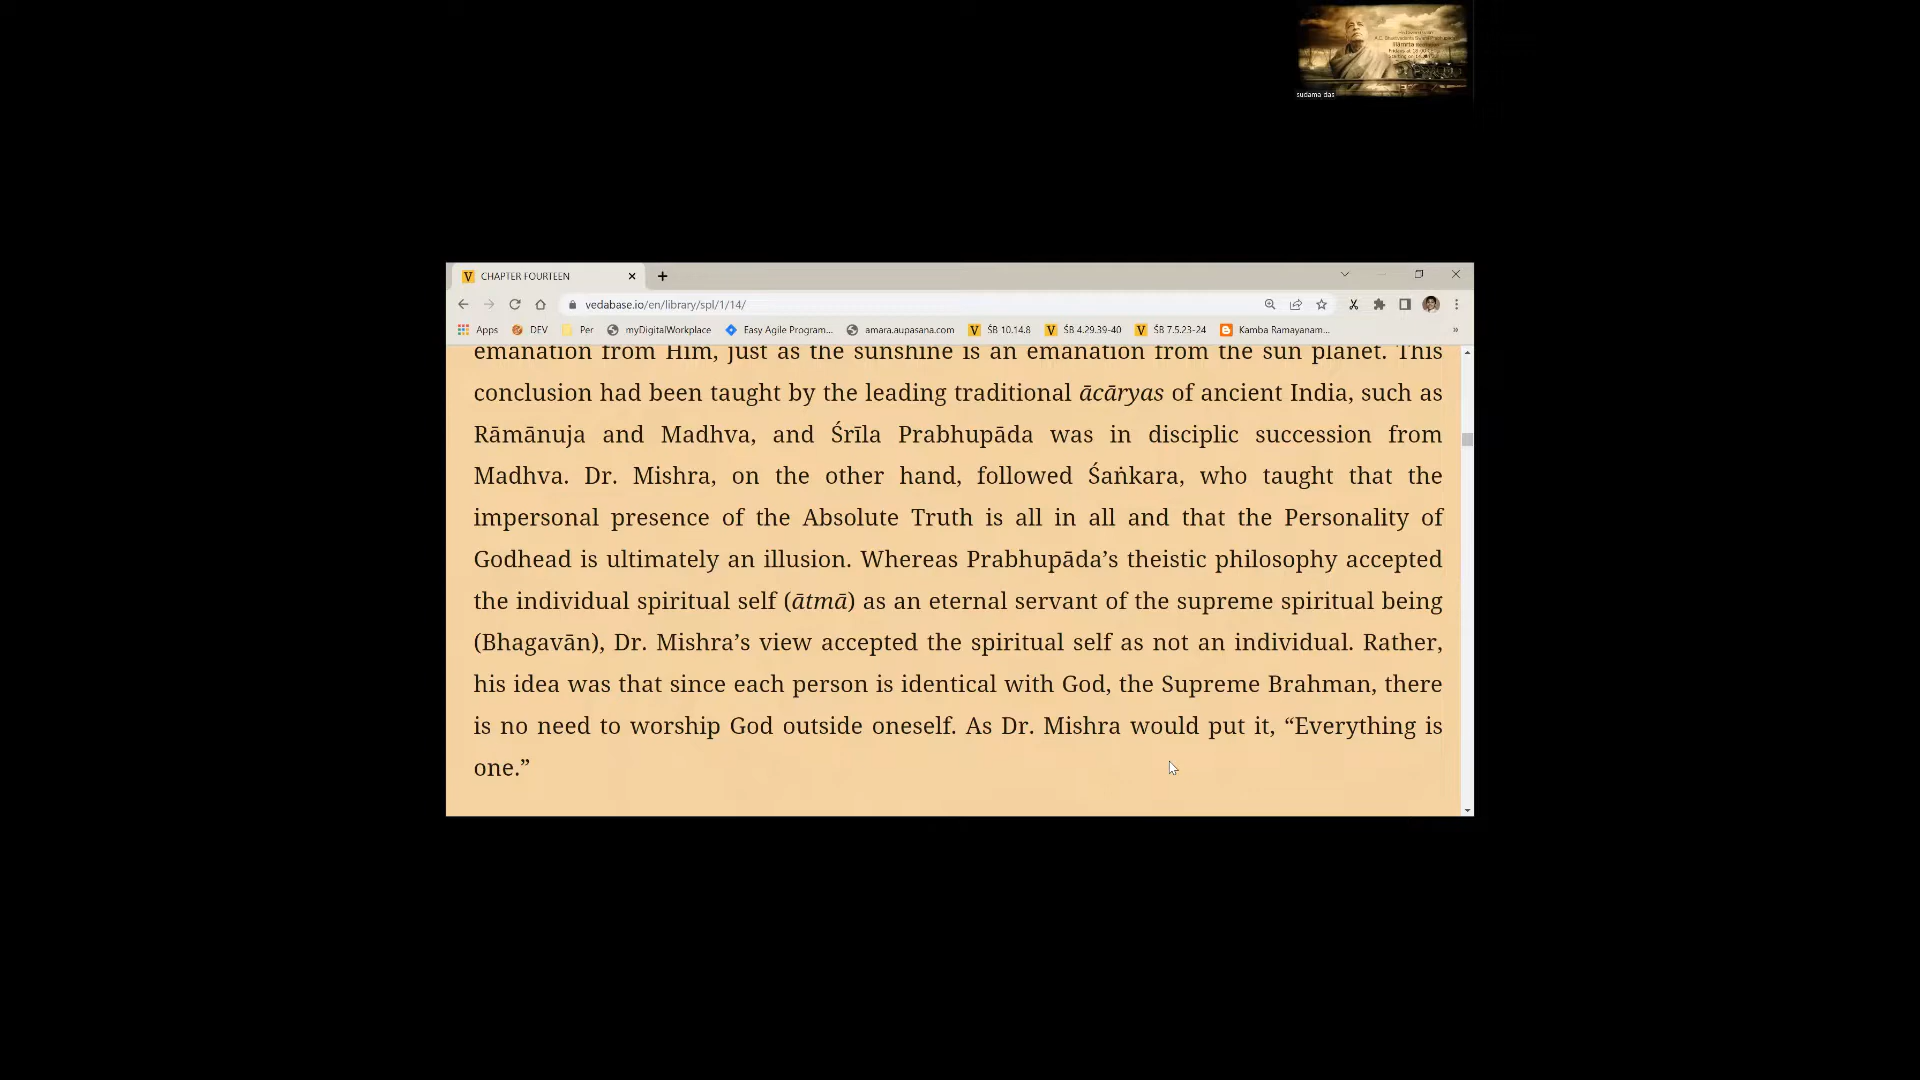 sudama das
CHAPTER FOURTEEN
vedabase.io/en/library/spl/1/14/
Apps DEV Per myDigitalWorkplace Easy Agile Program... amara.aupasana.com ŚB 10.14.8 ŚB 4.29.39-40 ŚB 7.5.23-24 Kamba Ramayanam... »
emanation from Him, just as the sunshine is an emanation from the sun planet. This
conclusion had been taught by the leading traditional ācāryas of ancient India, such as
Rāmānuja and Madhva, and Śrīla Prabhupāda was in disciplic succession from
Madhva. Dr. Mishra, on the other hand, followed Śaṅkara, who taught that the
impersonal presence of the Absolute Truth is all in all and that the Personality of
Godhead is ultimately an illusion. Whereas Prabhupāda’s theistic philosophy accepted
the individual spiritual self (ātmā) as an eternal servant of the supreme spiritual being
(Bhagavān), Dr. Mishra’s view accepted the spiritual self as not an individual. Rather,
his idea was that since each person is identical with God, the Supreme Brahman, there
is no need to worship God outside oneself. As Dr. Mishra would put it, “Everything is
one.”